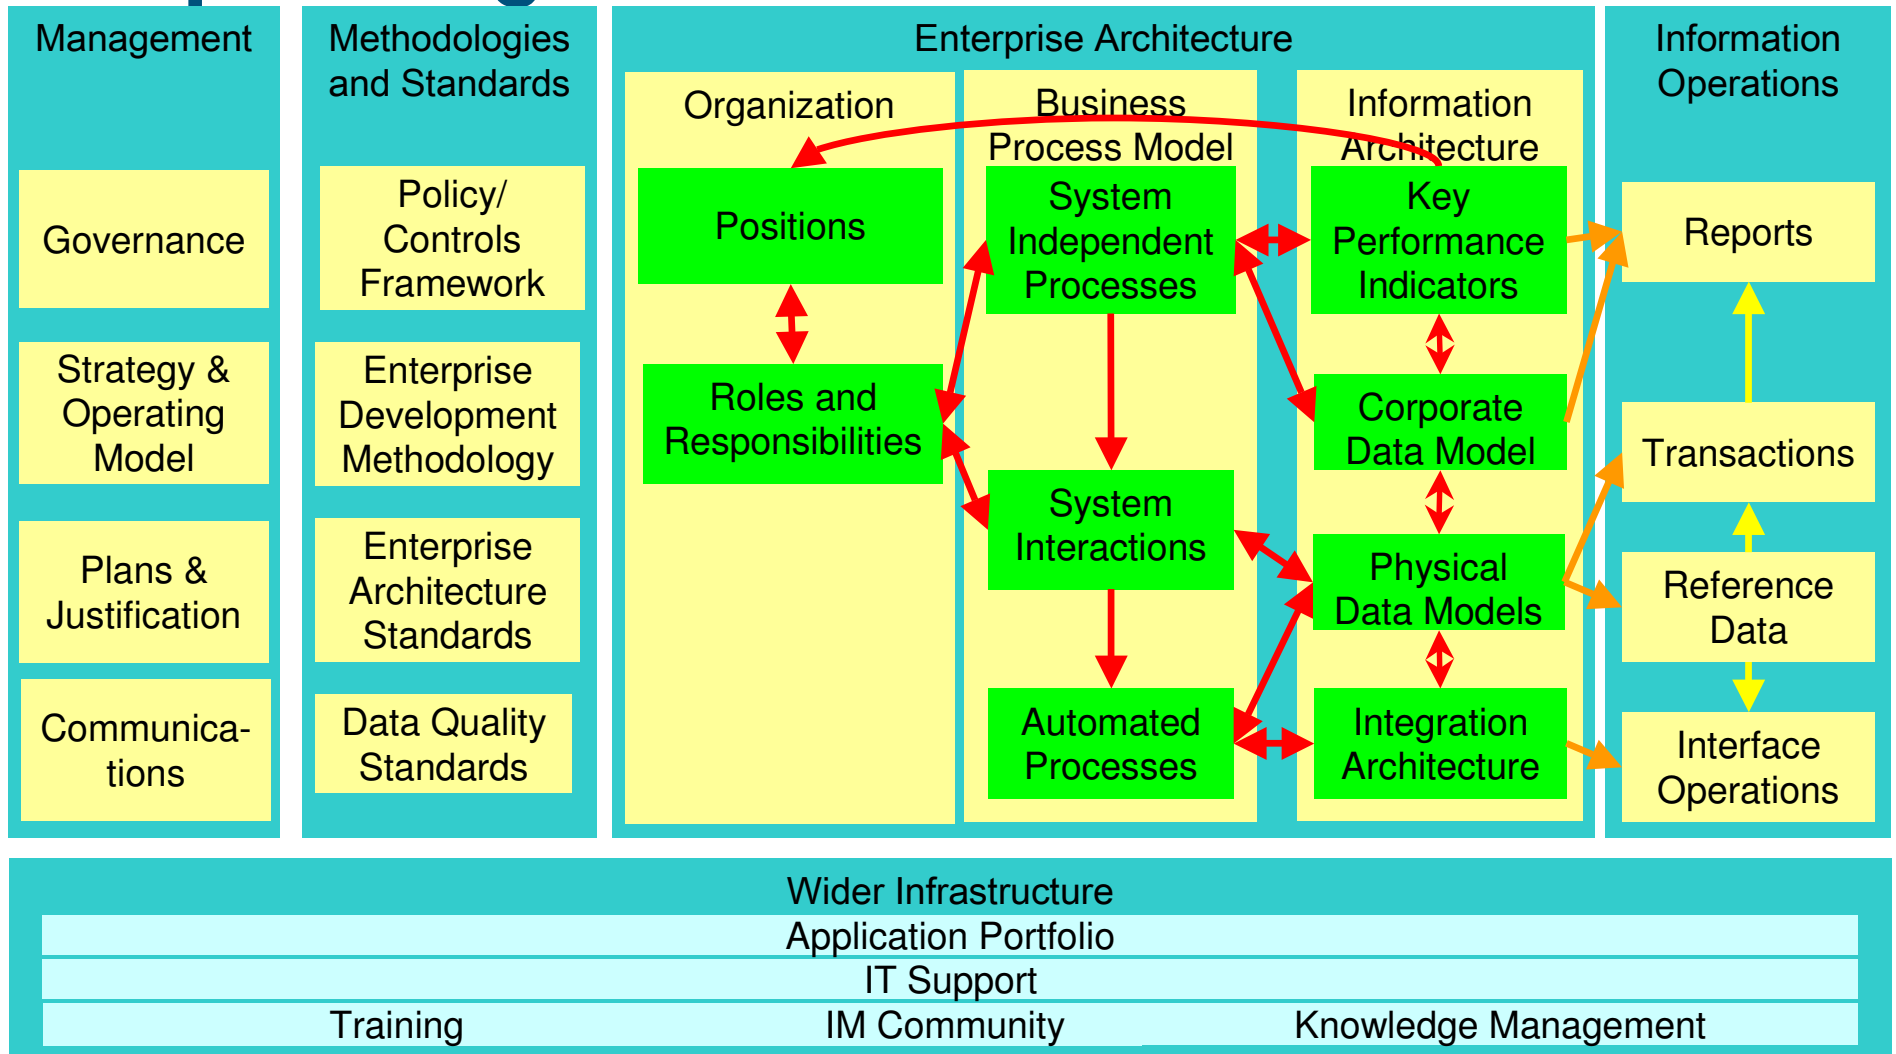 Management
Governance
Strategy &
Operating
Model
Plans &
Justification
Communica-
tions
Methodologies
and Standards
Policy/
Controls
Framework
Enterprise
Development
Methodology
Enterprise
Architecture
Standards
Data Quality
Standards
Enterprise Architecture
Organization
Positions
Roles and
Responsibilities
Business
Process Model
System
Independent
Processes
System
Interactions
Automated
Processes
Information
Architecture
Key
Performance
Indicators
Corporate
Data Model
Physical
Data Models
Integration
Architecture
Information
Operations
Reports
Transactions
Reference
Data
Interface
Operations
Wider Infrastructure
Application Portfolio
IT Support
Training IM Community Knowledge Management